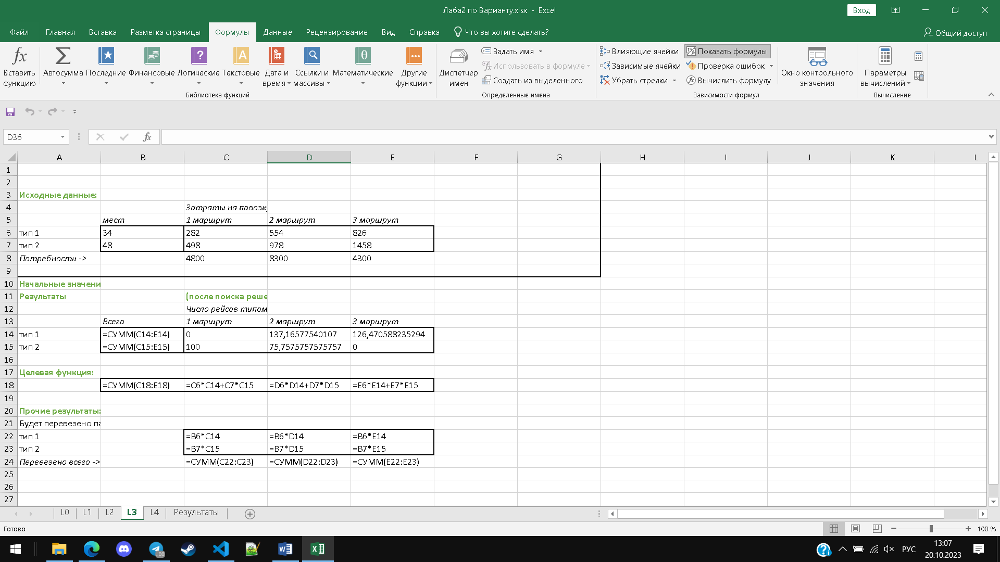 Лаба2 по Варианту.xlsx - Excel
Вход
Файл Главная Вставка Разметка страницы Формулы Данные Рецензирование Вид Справка Что вы хотите сделать? Общий доступ
Вставить функцию
Автосумма
Последние
Финансовые
Логические
Текстовые
Дата и время
Ссылки и массивы
Математические
Другие функции
Библиотека функций
Диспетчер имен
Задать имя
Использовать в формуле
Создать из выделенного
Определенные имена
Влияющие ячейки
Зависимые ячейки
Убрать стрелки
Показать формулы
Проверка ошибок
Вычислить формулу
Зависимости формул
Окно контрольного значения
Параметры вычислений
Вычисление
D36
A B C D E F G H I J K L
1
2
3 Исходные данные:
4 Затраты на повозк
5 мест 1 маршрут 2 маршрут 3 маршрут
6 тип 1 34 282 554 826
7 тип 2 48 498 978 1458
8 Потребности -> 4800 8300 4300
9
10 Начальные значени
11 Результаты (после поиска реше
12 Число рейсов типом
13 Всего 1 маршрут 2 маршрут 3 маршрут
14 тип 1 =СУММ(C14:E14) 0 137,16577540107 126,470588235294
15 тип 2 =СУММ(C15:E15) 100 75,7575757575757 0
16
17 Целевая функция:
18 =СУММ(C18:E18) =C6*C14+C7*C15 =D6*D14+D7*D15 =E6*E14+E7*E15
19
20 Прочие результаты:
21 Будет перевезено па
22 тип 1 =B6*C14 =B6*D14 =B6*E14
23 тип 2 =B7*C15 =B7*D15 =B7*E15
24 Перевезено всего -> =СУММ(C22:C23) =СУММ(D22:D23) =СУММ(E22:E23)
25
26
27
L0 L1 L2 L3 L4 Результаты
Готово
100 %
РУС
13:07
20.10.2023